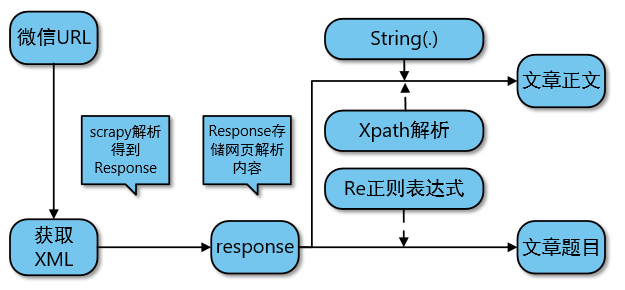 微信URL
String(.)
文章正文
scrapy解析
得到
Response
Response存
储网页解析
内容
Xpath解析
Re正则表达式
获取
XML
response
文章题目